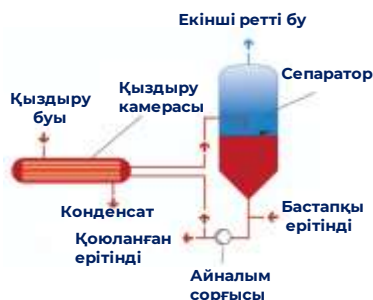 Екінші ретті бу
Сепаратор
Қыздыру
камерасы
Қыздыру
буы
Конденсат
Бастапқы
ерітінді
Қоюланған
ерітінді
Айналым
сорғысы